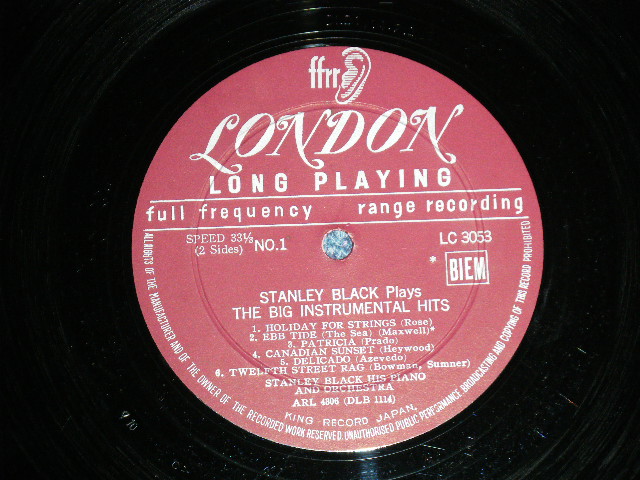 ffrr
LONDON
LONG PLAYING
full frequency range recording
SPEED 33⅓ NO.1 LC 3053
(2 Sides)
* BIEM
STANLEY BLACK Plays
THE BIG INSTRUMENTAL HITS
1. HOLIDAY FOR STRINGS (Rose)
2. EBB TIDE (The Sea) (Maxwell)*
3. PATRICIA (Prado)
4. CANADIAN SUNSET (Heywood)
5. DELICADO (Azevedo)
6. TWELFTH STREET RAG (Bowman, Sumner)
STANLEY BLACK HIS PIANO
AND ORCHESTRA
ARL 4806 (DLB 1114)
KING RECORD JAPAN.
ALL RIGHTS OF THE MANUFACTURER AND OF THE OWNER OF THE RECORDED WORK RESERVED. UNAUTHORISED PUBLIC PERFORMANCE, BROADCASTING AND COPYING OF THIS RECORD PROHIBITED